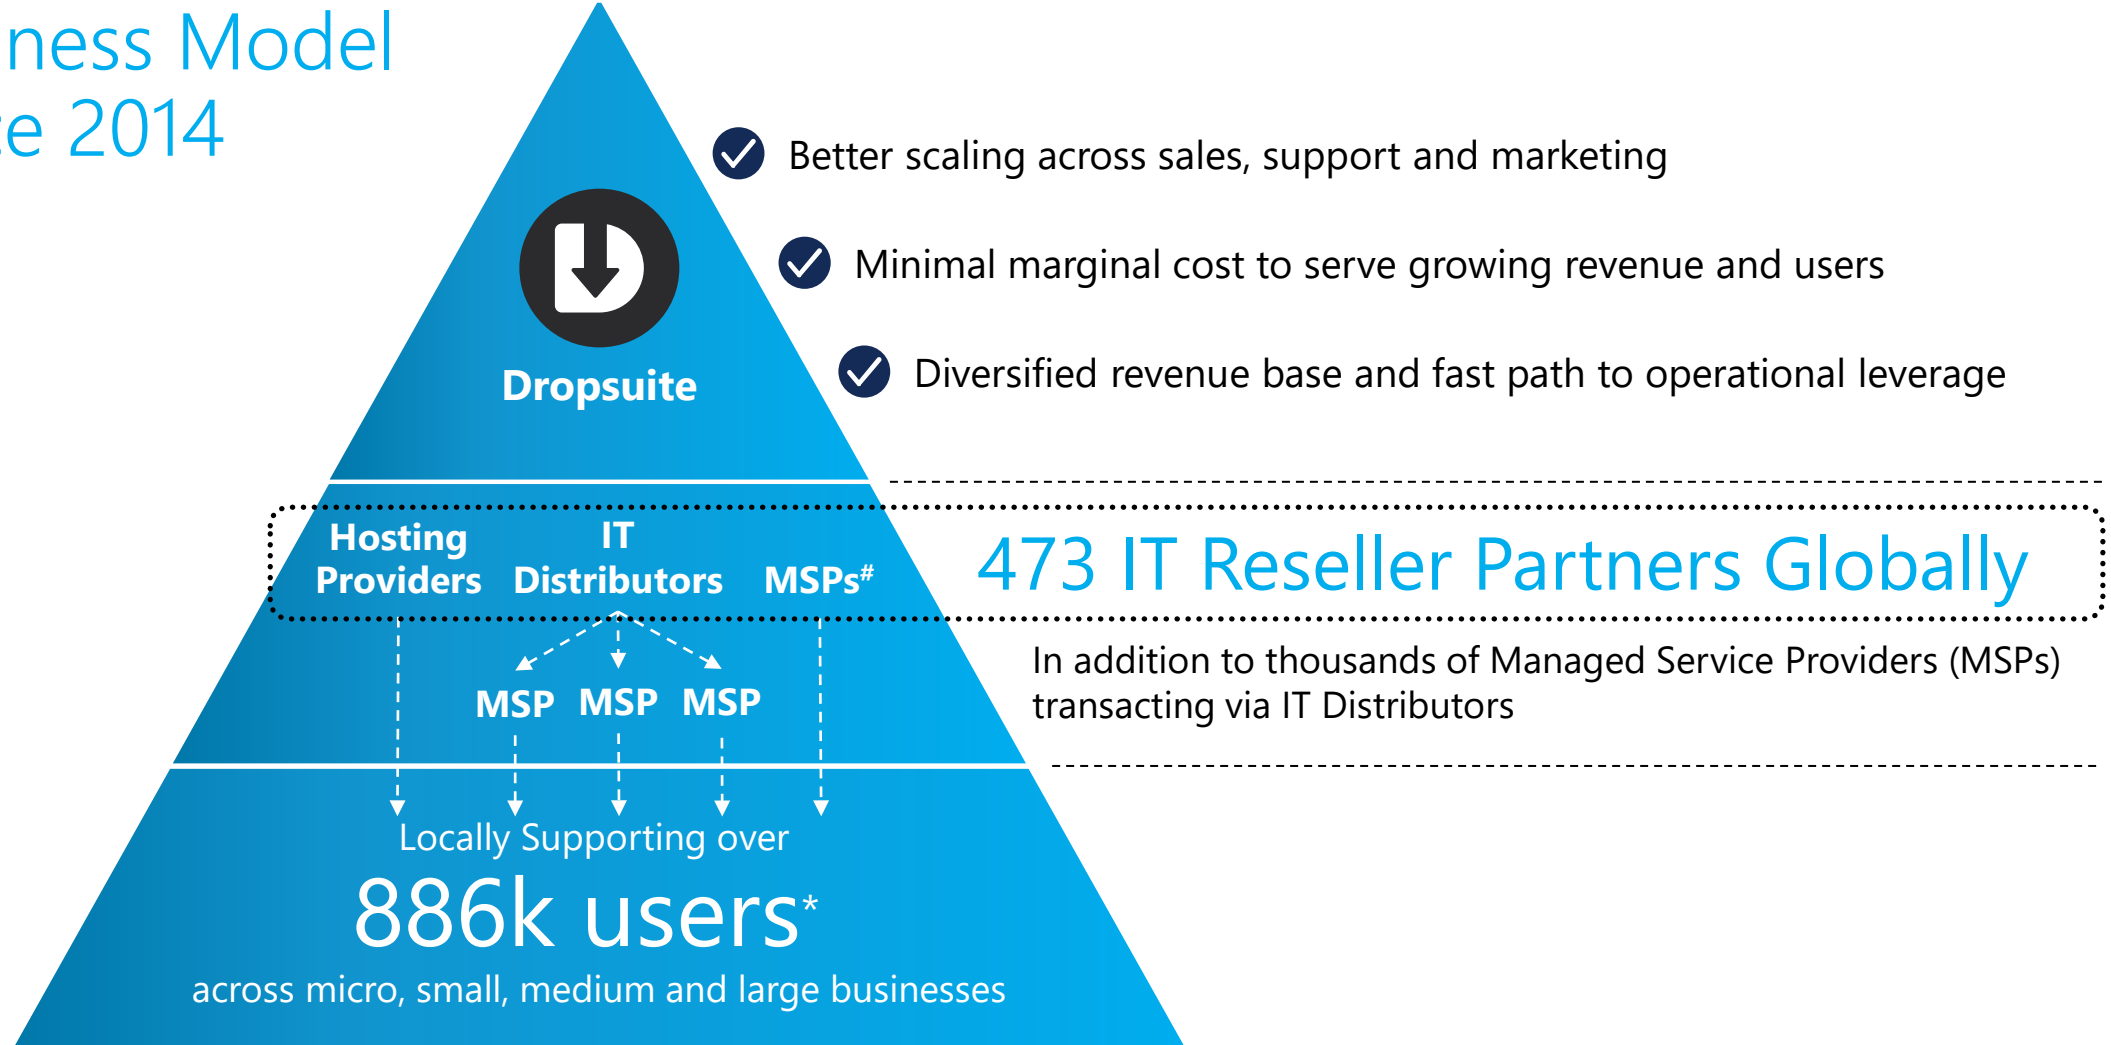 ness Model
ce 2014
Better scaling across sales, support and marketing
Minimal marginal cost to serve growing revenue and users
Diversified revenue base and fast path to operational leverage
Dropsuite
Hosting
Providers
IT
Distributors
MSPs#
473 IT Reseller Partners Globally
In addition to thousands of Managed Service Providers (MSPs)
transacting via IT Distributors
MSP MSP MSP
Locally Supporting over
886k users*
across micro, small, medium and large businesses